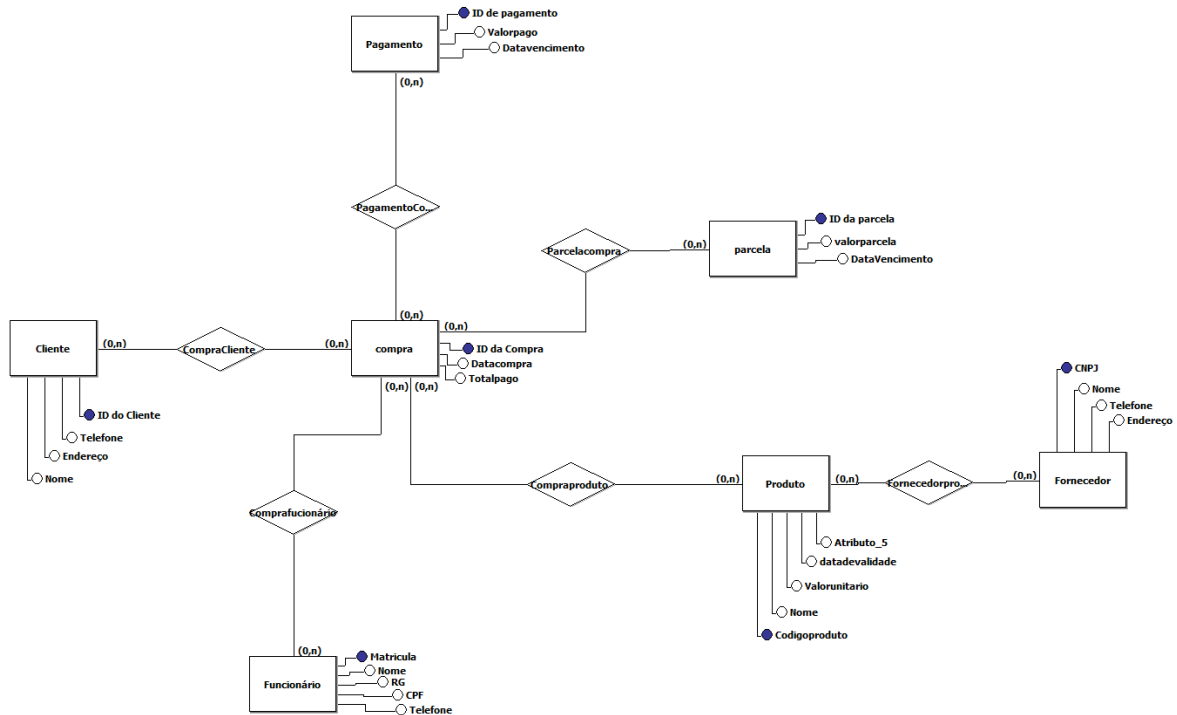 ID de pagamento
Valorpago
Pagamento
Datavencimento
(0,n)
PagamentoCo...
ID da parcela
valorparcela
Parcelacompra
(0,n)
parcela
DataVencimento
(0,n)
(0,n)
Cliente
(0,n)
CompraCliente
(0,n)
compra
ID da Compra
Datacompra
Totalpago
(0,n)
(0,n)
ID do Cliente
Telefone
Endereço
Nome
CNPJ
Nome
Telefone
Endereço
Compraproduto
(0,n)
Produto
(0,n)
Fornecedorpro...
(0,n)
Fornecedor
Comprafucionário
Atributo_5
datadevalidade
Valorunitario
Nome
Codigoproduto
(0,n)
Funcionário
Matricula
Nome
RG
CPF
Telefone